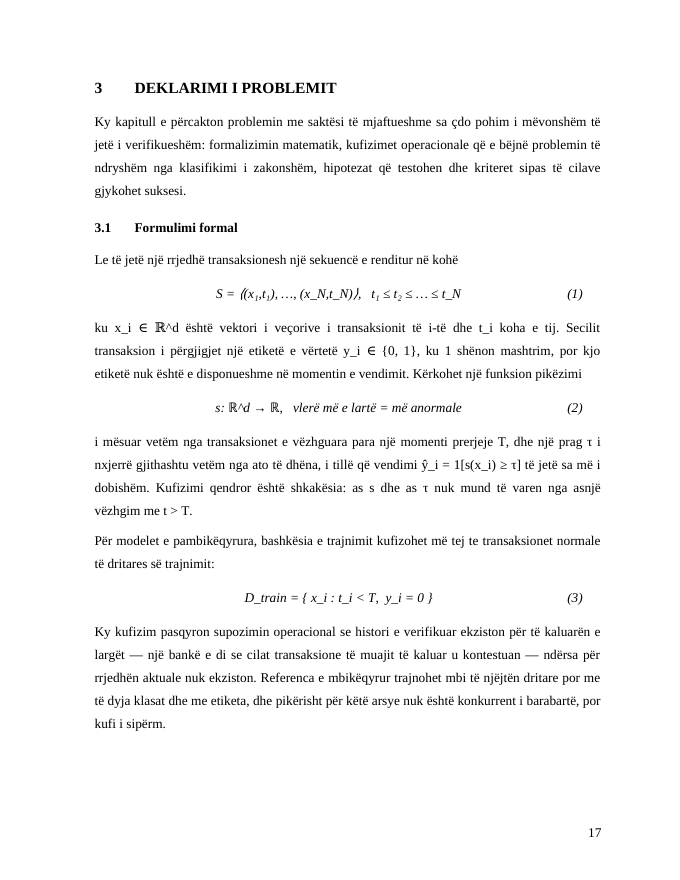 3 DEKLARIMI I PROBLEMIT
Ky kapitull e përcakton problemin me saktësi të mjaftueshme sa çdo pohim i mëvonshëm të
jetë i verifikueshëm: formalizimin matematik, kufizimet operacionale që e bëjnë problemin të
ndryshëm nga klasifikimi i zakonshëm, hipotezat që testohen dhe kriteret sipas të cilave
gjykohet suksesi.
3.1 Formulimi formal
Le të jetë një rrjedhë transaksionesh një sekuencë e renditur në kohë
S = ⟨(x₁,t₁), …, (x_N,t_N)⟩, t₁ ≤ t₂ ≤ … ≤ t_N (1)
ku x_i ∈ ℝ^d është vektori i veçorive i transaksionit të i-të dhe t_i koha e tij. Secilit
transaksion i përgjigjet një etiketë e vërtetë y_i ∈ {0, 1}, ku 1 shënon mashtrim, por kjo
etiketë nuk është e disponueshme në momentin e vendimit. Kërkohet një funksion pikëzimi
s: ℝ^d → ℝ, vlerë më e lartë = më anormale (2)
i mësuar vetëm nga transaksionet e vëzhguara para një momenti prerjeje T, dhe një prag τ i
nxjerrë gjithashtu vetëm nga ato të dhëna, i tillë që vendimi ŷ_i = 1[s(x_i) ≥ τ] të jetë sa më i
dobishëm. Kufizimi qendror është shkakësia: as s dhe as τ nuk mund të varen nga asnjë
vëzhgim me t > T.
Për modelet e pambikëqyrura, bashkësia e trajnimit kufizohet më tej te transaksionet normale
të dritares së trajnimit:
D_train = { x_i : t_i < T, y_i = 0 } (3)
Ky kufizim pasqyron supozimin operacional se histori e verifikuar ekziston për të kaluarën e
largët — një bankë e di se cilat transaksione të muajit të kaluar u kontestuan — ndërsa për
rrjedhën aktuale nuk ekziston. Referenca e mbikëqyrur trajnohet mbi të njëjtën dritare por me
të dyja klasat dhe me etiketa, dhe pikërisht për këtë arsye nuk është konkurrent i barabartë, por
kufi i sipërm.
17